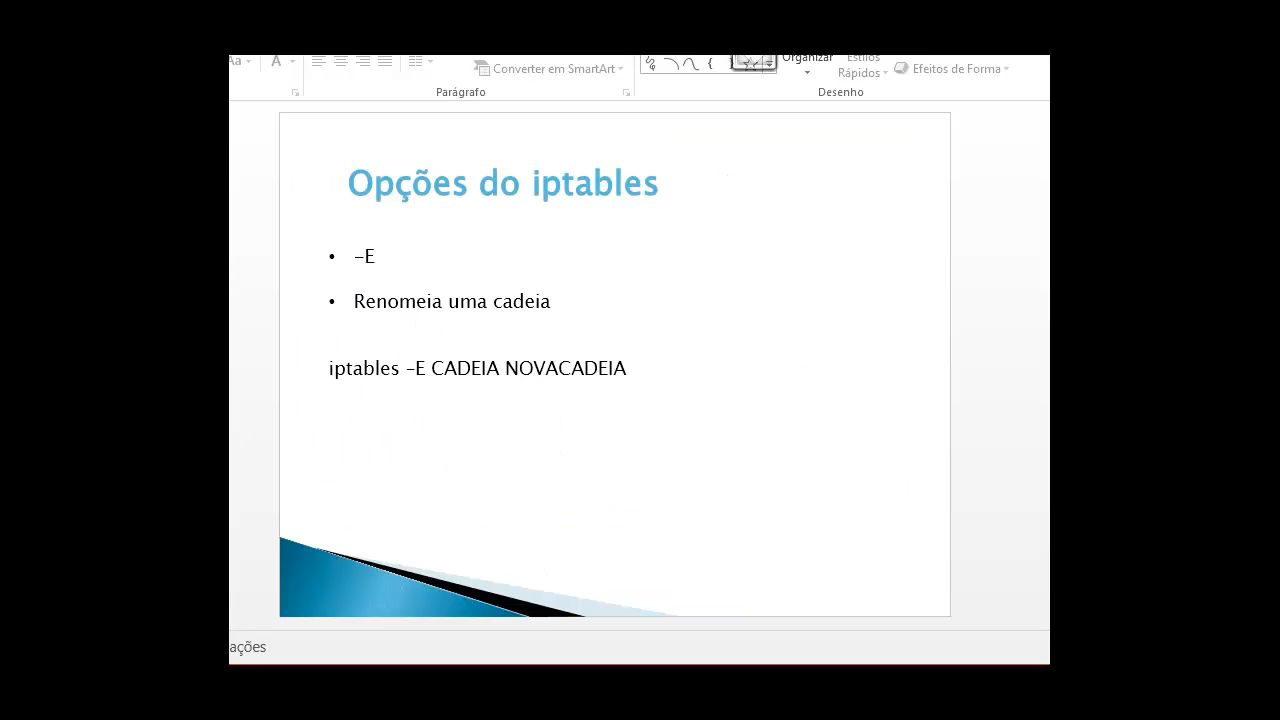 Aa A Organizar Estilos
Converter em SmartArt Rápidos Efeitos de Forma
Parágrafo Desenho
Opções do iptables
• -E
• Renomeia uma cadeia
iptables -E CADEIA NOVACADEIA
ações